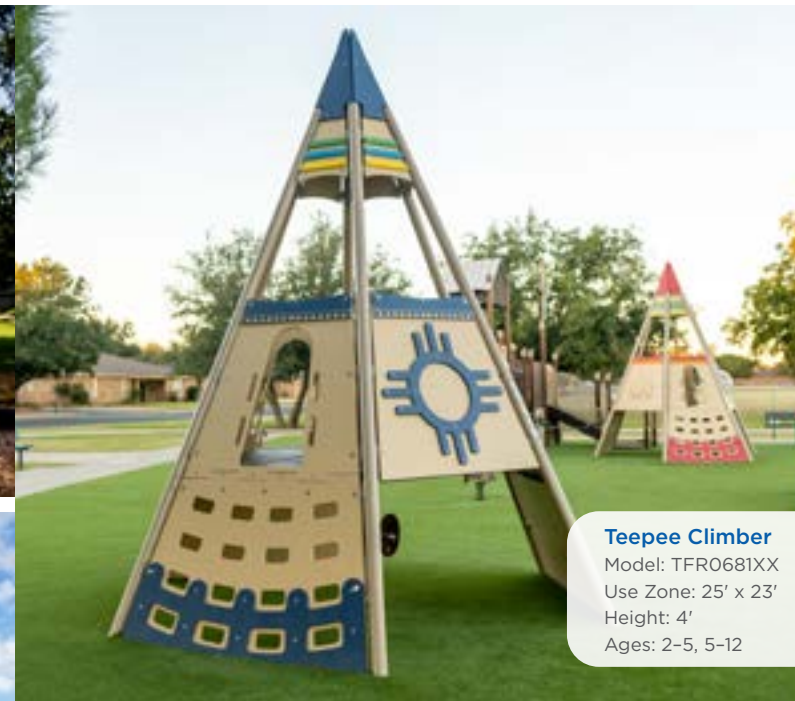 Teepee Climber
Model: TFR0681XX
Use Zone: 25' x 23'
Height: 4'
Ages: 2–5, 5–12